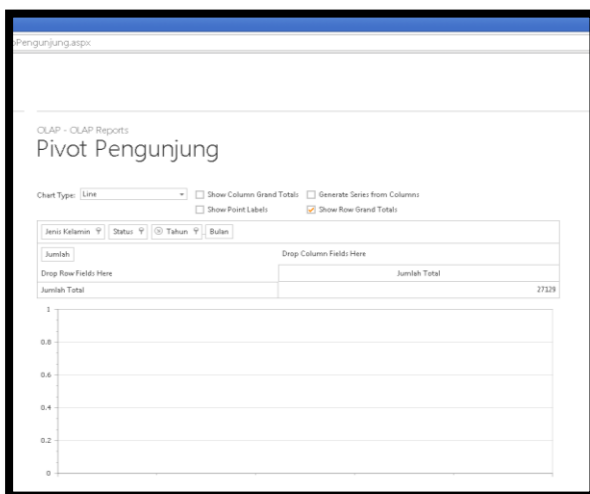 oPengunjung.aspx
OLAP - OLAP Reports
Pivot Pengunjung
Chart Type: Line Show Column Grand Totals Generate Series from Columns
Show Point Labels Show Row Grand Totals
Jenis Kelamin Status Tahun Bulan
Jumlah Drop Column Fields Here
Drop Row Fields Here Jumlah Total
Jumlah Total 27129
1
0.8
0.6
0.4
0.2
0